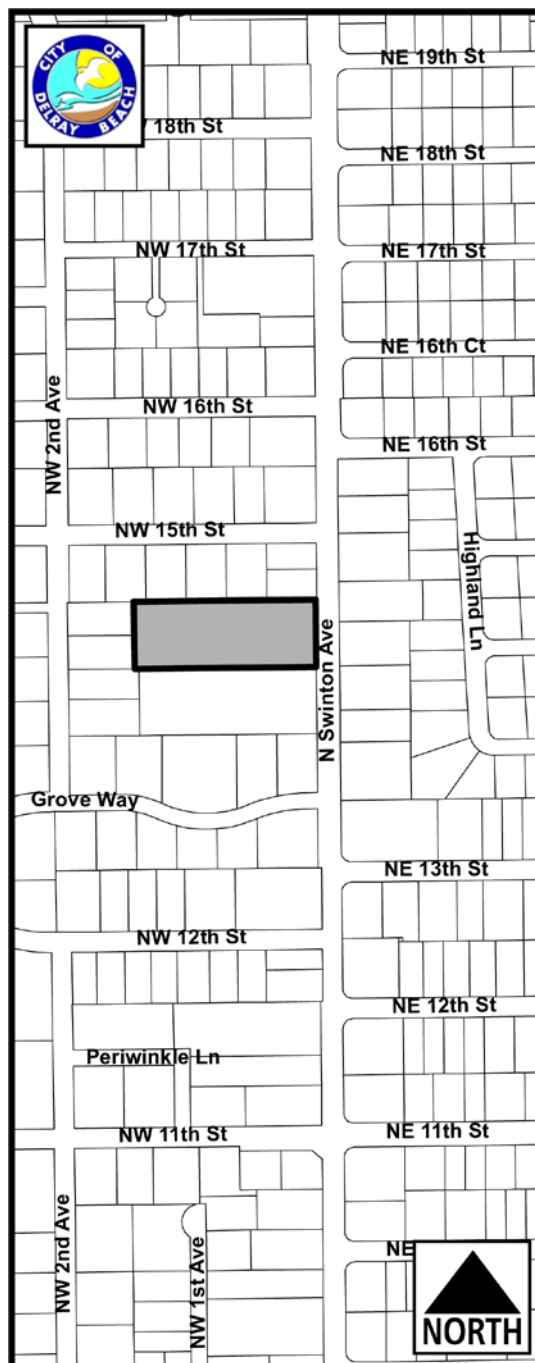 CITY OF
DELRAY BEACH
NE 19th St
18th St
NE 18th St
NW 17th St
NE 17th St
NE 16th Ct
NW 2nd Ave
NW 16th St
NE 16th St
NW 15th St
Highland Ln
N Swinton Ave
Grove Way
NE 13th St
NW 12th St
NE 12th St
Periwinkle Ln
NW 11th St
NE 11th St
NW 2nd Ave
NW 1st Ave
NE
NORTH